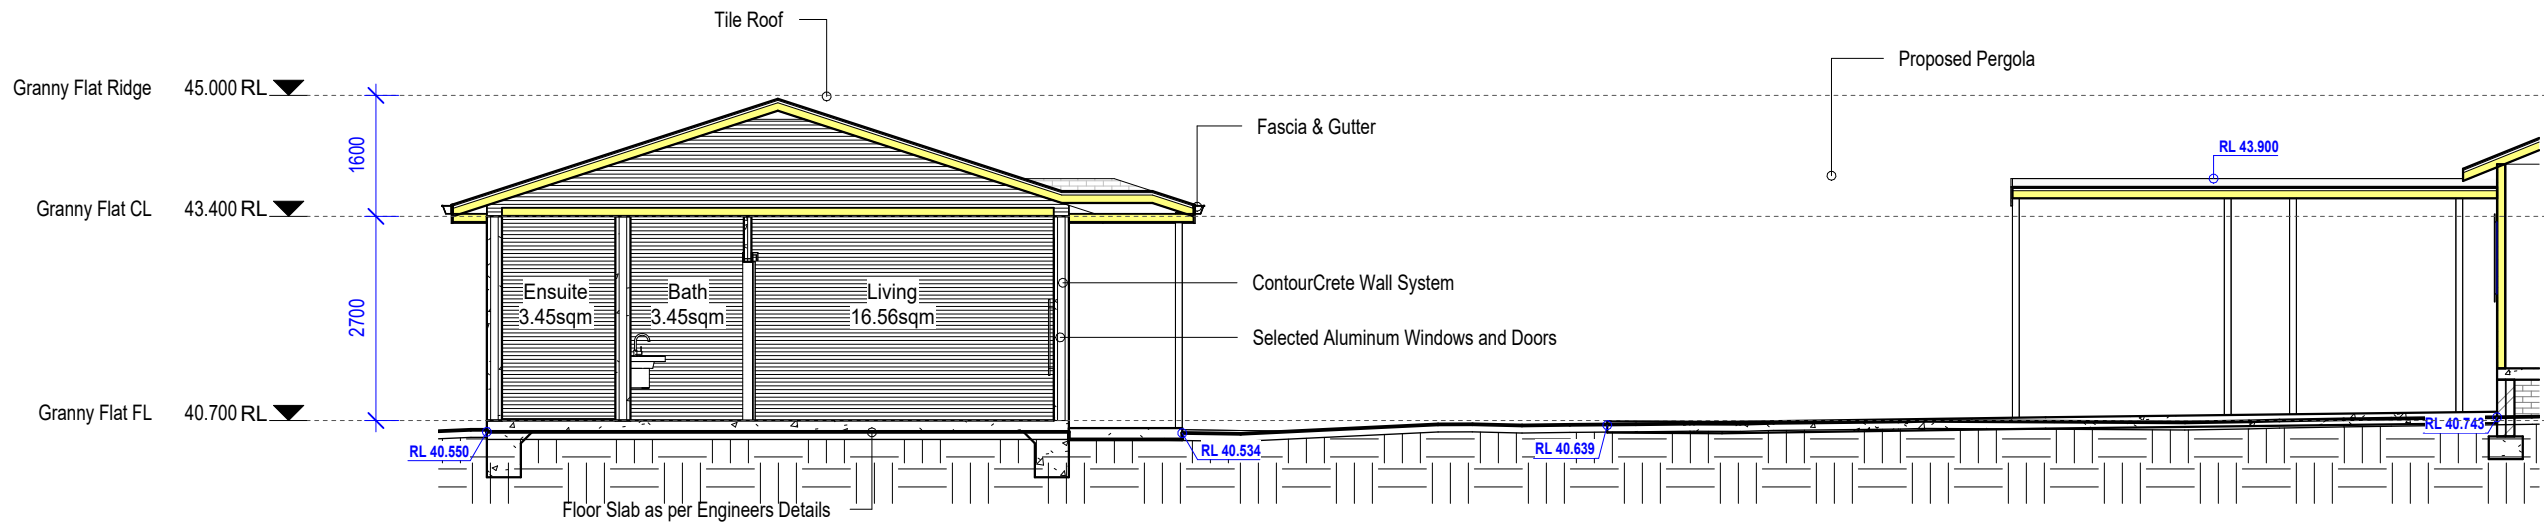 Tile Roof
Proposed Pergola
Granny Flat Ridge 45.000 RL
Fascia & Gutter
1600
RL 43.900
Granny Flat CL 43.400 RL
ContourCrete Wall System
Ensuite
3.45sqm
Bath
3.45sqm
Living
16.56sqm
2700
Selected Aluminum Windows and Doors
Granny Flat FL 40.700 RL
RL 40.550
RL 40.534
RL 40.639
RL 40.743
Floor Slab as per Engineers Details